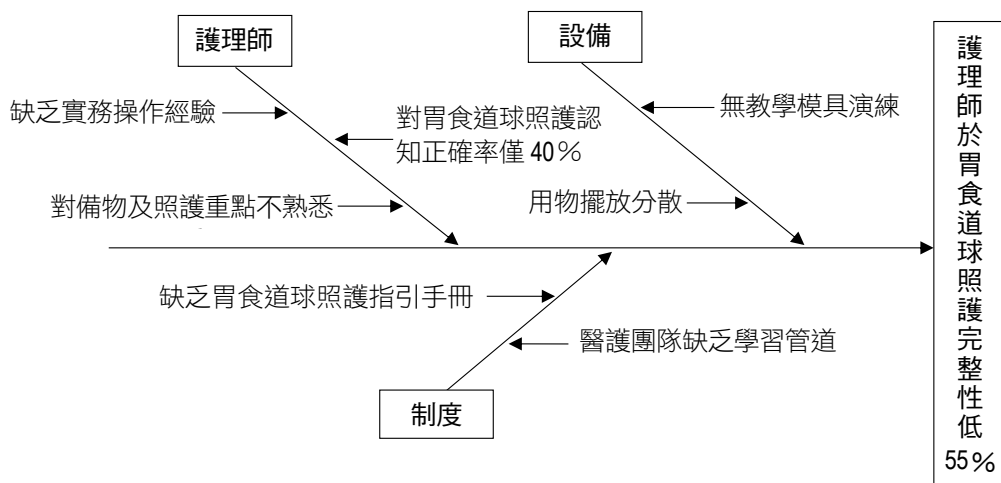 護理師
設備
缺乏實務操作經驗
對胃食道球照護認
知正確率僅 40%
無教學模具演練
對備物及照護重點不熟悉
用物擺放分散
缺乏胃食道球照護指引手冊
醫護團隊缺乏學習管道
制度
護理師於胃食道球照護完整性低
55%